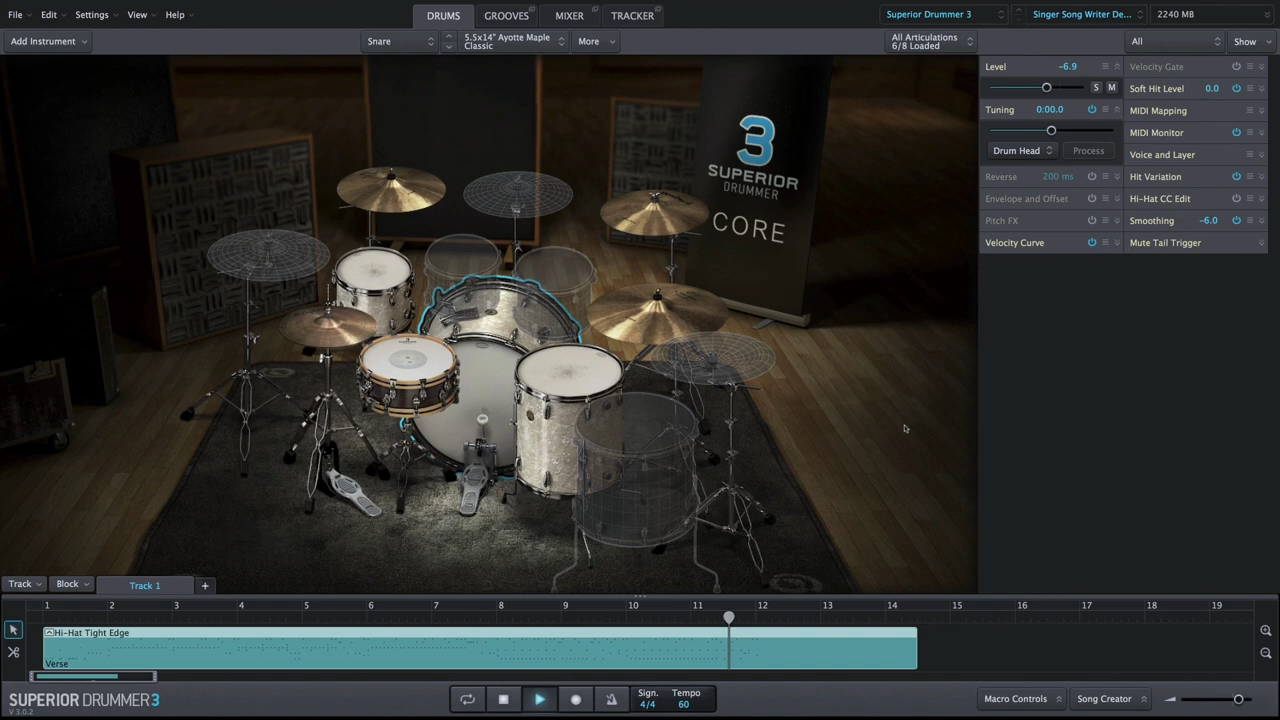 File Edit Settings View Help
DRUMS GROOVES MIXER TRACKER
Superior Drummer 3 Singer Song Writer De... 2240 MB
Add Instrument Snare 5.5x14" Ayotte Maple
Classic More
All Articulations
6/8 Loaded
All Show
Level -6.9
S M
Tuning 0:00.0
Drum Head Process
Reverse 200 ms
Envelope and Offset
Pitch FX
Velocity Curve
Velocity Gate
Soft Hit Level 0.0
MIDI Mapping
MIDI Monitor
Voice and Layer
Hit Variation
Hi-Hat CC Edit
Smoothing -6.0
Mute Tail Trigger
3
SUPERIOR
DRUMMER
CORE
Track Block Track 1 +
1 2 3 4 5 6 7 8 9 10 11 12 13 14 15 16 17 18 19
Hi-Hat Tight Edge
Verse
SUPERIOR DRUMMER 3
V 3.0.2
Sign. Tempo
4/4 60
Macro Controls Song Creator